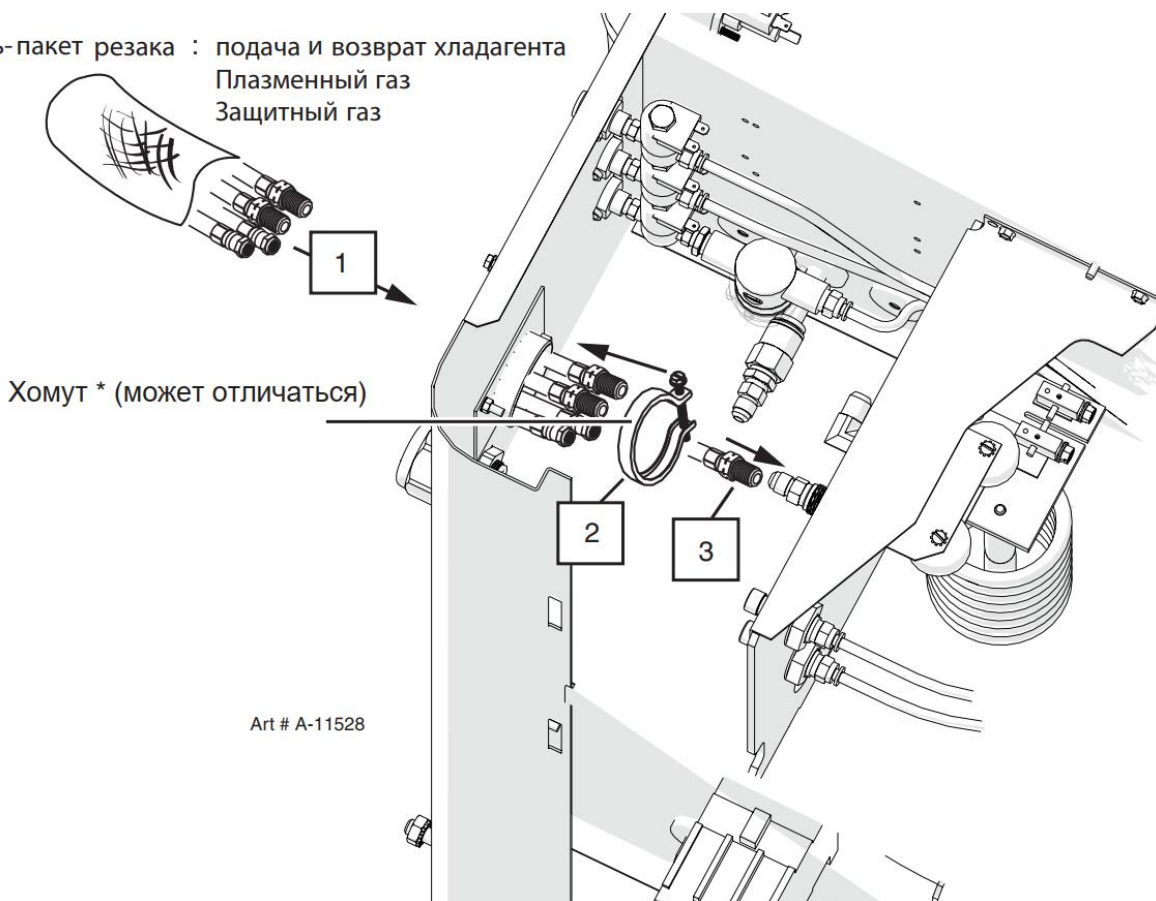 -пакет резака : подача и возврат хладагента
Плазменный газ
Защитный газ
1
Хомут * (может отличаться)
2
3
Art # A-11528